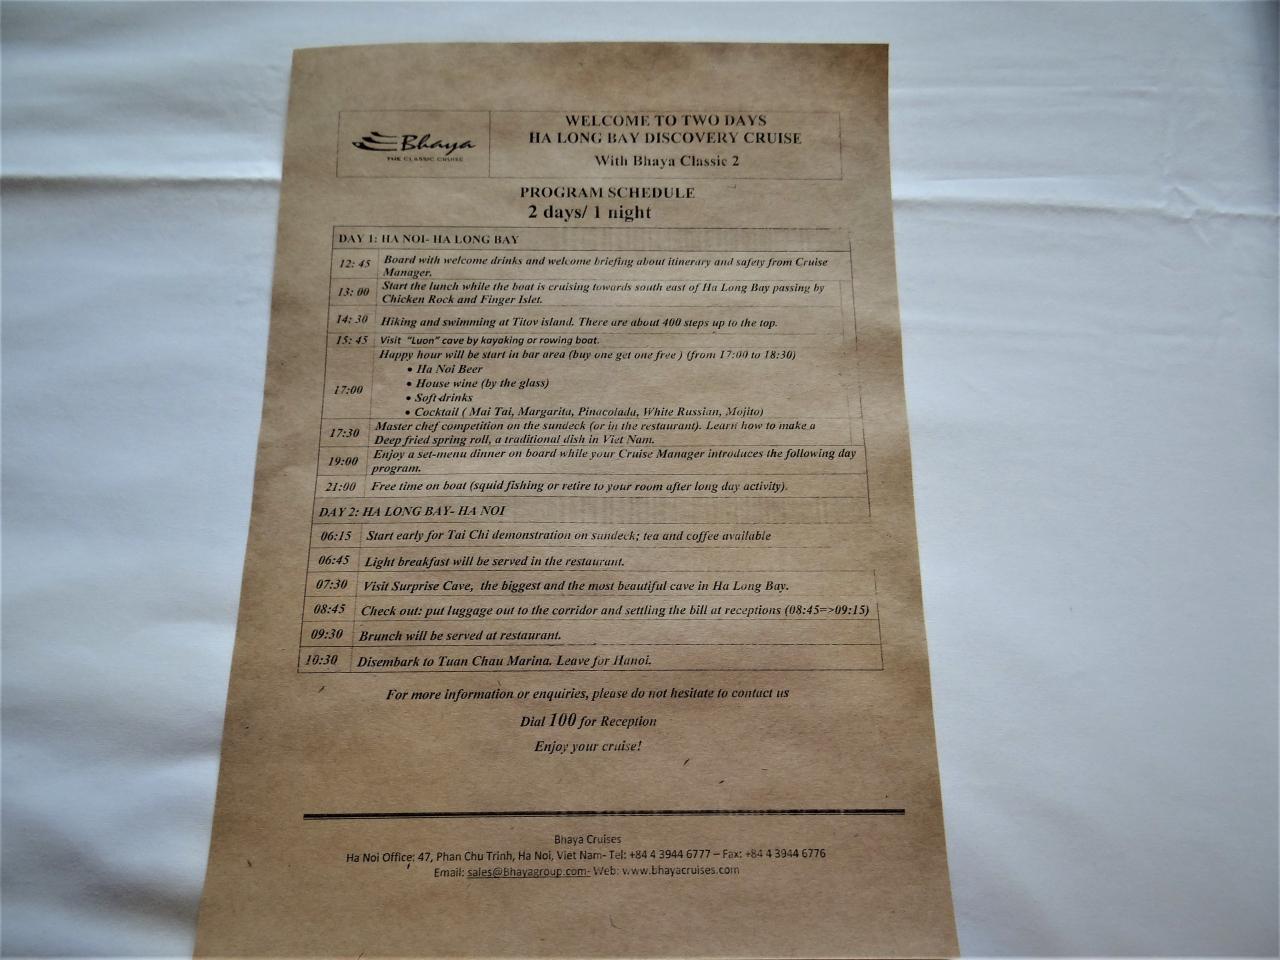 Bhaya
THE CLASSIC CRUISE
WELCOME TO TWO DAYS
HA LONG BAY DISCOVERY CRUISE
With Bhaya Classic 2
PROGRAM SCHEDULE
2 days/ 1 night
DAY 1: HA NOI- HA LONG BAY
12: 45 Board with welcome drinks and welcome briefing about itinerary and safety from Cruise
Manager.
13: 00 Start the lunch while the boat is cruising towards south east of Ha Long Bay passing by
Chicken Rock and Finger Islet.
14: 30 Hiking and swimming at Titov island. There are about 400 steps up to the top.
15: 45 Visit "Luon" cave by kayaking or rowing boat.
17:00 Happy hour will be start in bar area (buy one get one free ) (from 17:00 to 18:30)
• Ha Noi Beer
• House wine (by the glass)
• Soft drinks
• Cocktail ( Mai Tai, Margarita, Pinacolada, White Russian, Mojito)
17:30 Master chef competition on the sundeck (or in the restaurant). Learn how to make a
Deep fried spring roll, a traditional dish in Viet Nam.
19:00 Enjoy a set-menu dinner on board while your Cruise Manager introduces the following day
program.
21:00 Free time on boat (squid fishing or retire to your room after long day activity).
DAY 2: HA LONG BAY- HA NOI
06:15 Start early for Tai Chi demonstration on sundeck; tea and coffee available
06:45 Light breakfast will be served in the restaurant.
07:30 Visit Surprise Cave, the biggest and the most beautiful cave in Ha Long Bay.
08:45 Check out: put luggage out to the corridor and settling the bill at receptions (08:45=>09:15)
09:30 Brunch will be served at restaurant.
10:30 Disembark to Tuan Chau Marina. Leave for Hanoi.
For more information or enquiries, please do not hesitate to contact us
Dial 100 for Reception
Enjoy your cruise!
Bhaya Cruises
Ha Noi Office: 47, Phan Chu Trinh, Ha Noi, Viet Nam- Tel: +84 4 3944 6777 – Fax: +84 4 3944 6776
Email: sales@Bhayagroup.com- Web: www.bhayacruises.com